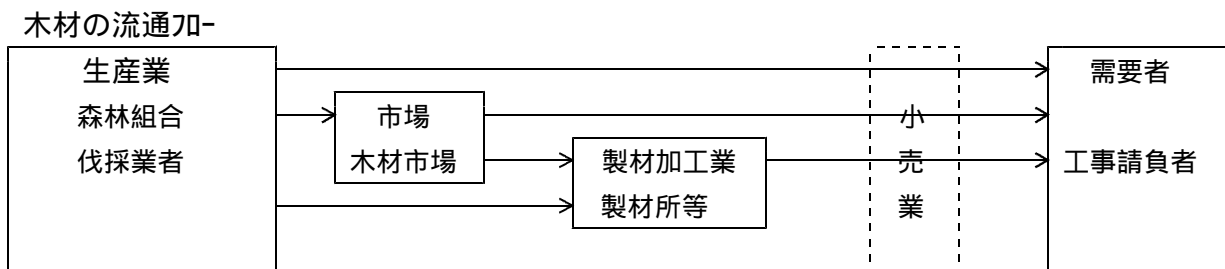 木材の流通フロー
生産業
森林組合
伐採業者
市場
木材市場
製材加工業
製材所等
小
売
業
需要者
工事請負者